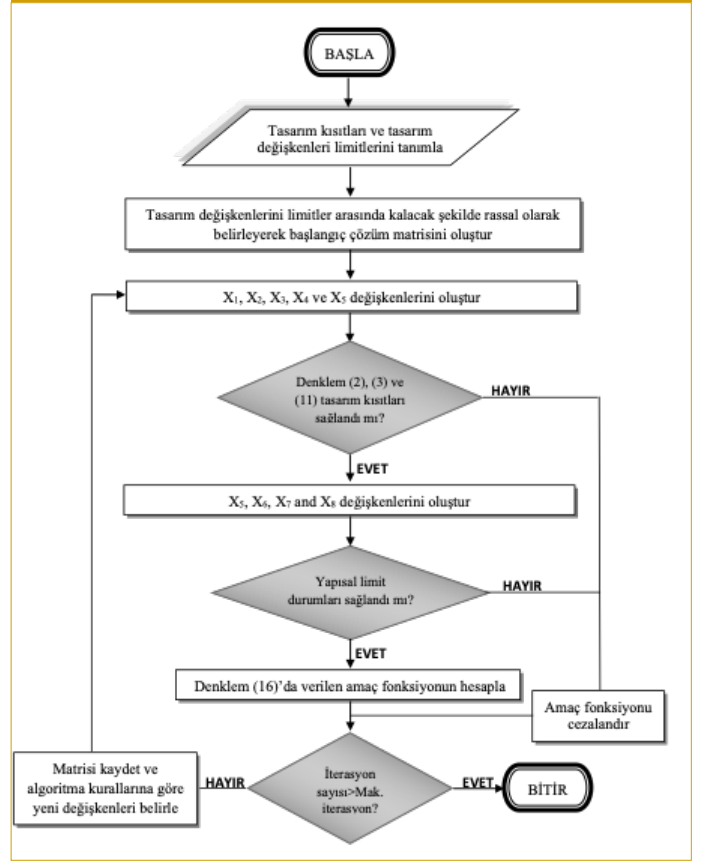 BAŞLA
Tasarım kısıtları ve tasarım
değişkenleri limitlerini tanımla
Tasarım değişkenlerini limitler arasında kalacak şekilde rassal olarak
belirleyerek başlangıç çözüm matrisini oluştur
X₁, X₂, X₃, X₄ ve X₅ değişkenlerini oluştur
Denklem (2), (3) ve
(11) tasarım kısıtları
sağlandı mı?
HAYIR
EVET
X₅, X₆, X₇ and X₈ değişkenlerini oluştur
Yapısal limit
durumları sağlandı mı?
HAYIR
EVET
Denklem (16)'da verilen amaç fonksiyonun hesapla
Amaç fonksiyonu
cezalandır
Matrisi kaydet ve
algoritma kurallarına göre
yeni değişkenleri belirle
HAYIR
İterasyon
sayısı>Mak.
iterasyon?
EVET
BİTİR